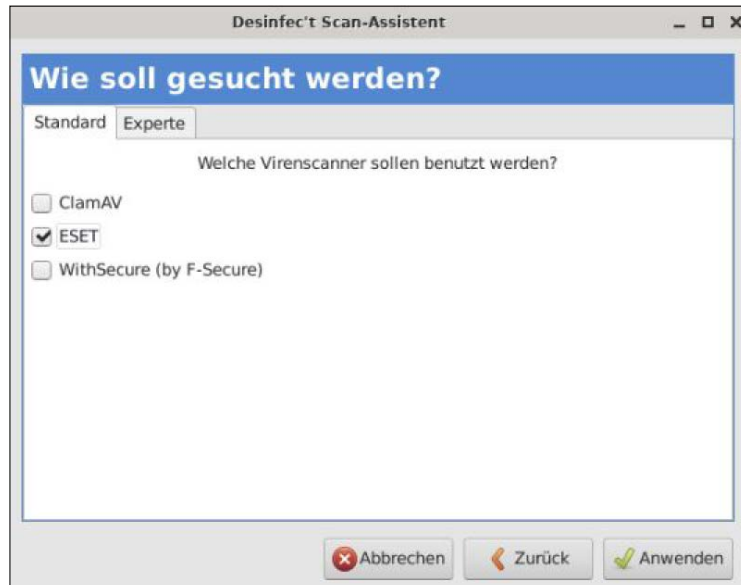 Desinfec't Scan-Assistent
Wie soll gesucht werden?
Standard Experte
Welche Virenscanner sollen benutzt werden?
ClamAV
ESET
WithSecure (by F-Secure)
Abbrechen Zurück Anwenden